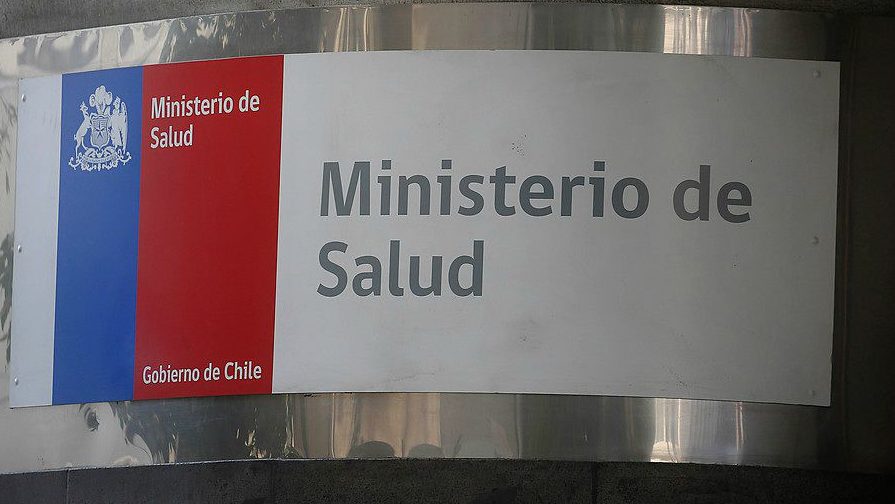 Ministerio de
Salud
Gobierno de Chile
Ministerio de
Salud